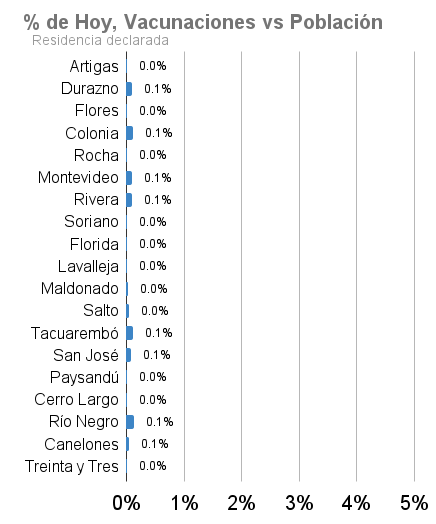 % de Hoy, Vacunaciones vs Población
Residencia declarada
Artigas 0.0%
Durazno 0.1%
Flores 0.0%
Colonia 0.1%
Rocha 0.0%
Montevideo 0.1%
Rivera 0.1%
Soriano 0.0%
Florida 0.0%
Lavalleja 0.0%
Maldonado 0.0%
Salto 0.0%
Tacuarembó 0.1%
San José 0.1%
Paysandú 0.0%
Cerro Largo 0.0%
Río Negro 0.1%
Canelones 0.1%
Treinta y Tres 0.0%
0% 1% 2% 3% 4% 5%